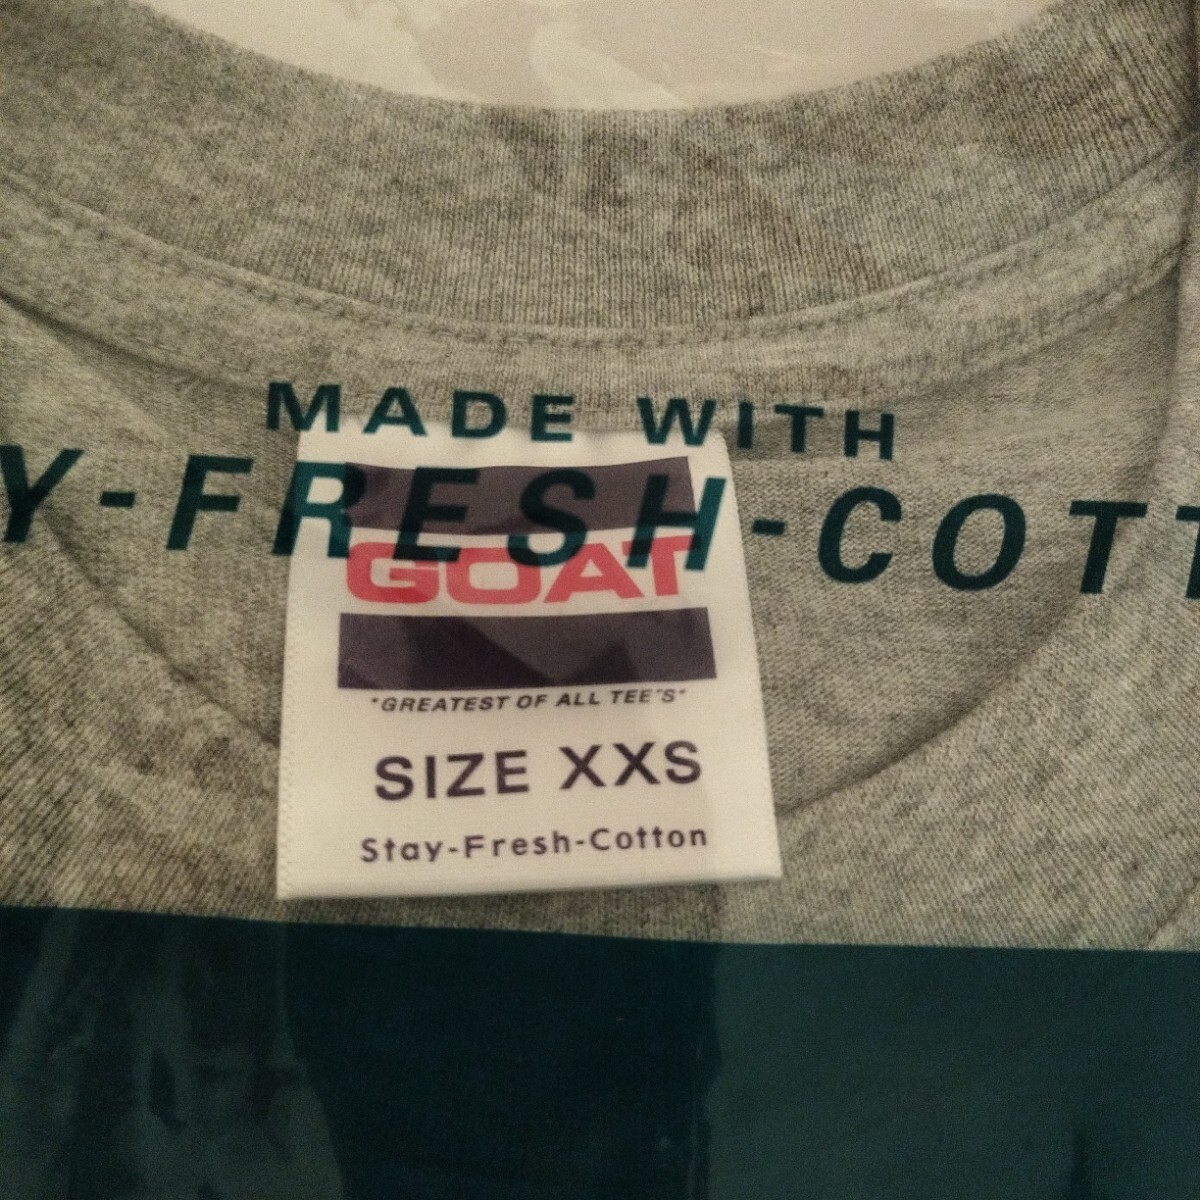 MADE WITH
Y-FRESH-COTT
GOAT
"GREATEST OF ALL TEE'S"
SIZE XXS
Stay-Fresh-Cotton